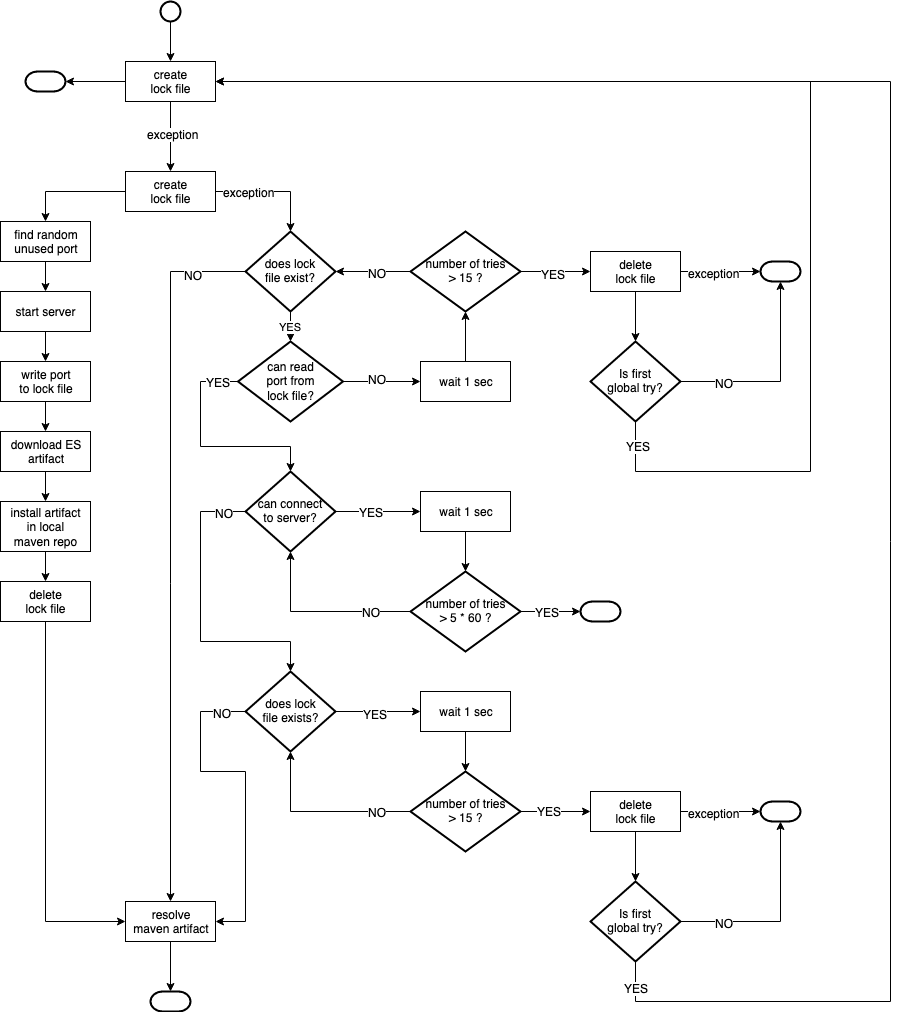 create
lock file
exception
create
lock file
exception
find random
unused port
does lock
file exist?
NO
number of tries
> 15 ?
NO
YES
delete
lock file
exception
start server
YES
write port
to lock file
can read
port from
lock file?
YES
NO
wait 1 sec
Is first
global try?
NO
YES
download ES
artifact
install artifact
in local
maven repo
can connect
to server?
NO
YES
wait 1 sec
delete
lock file
number of tries
> 5 * 60 ?
NO
YES
does lock
file exists?
NO
YES
wait 1 sec
number of tries
> 15 ?
NO
YES
delete
lock file
exception
resolve
maven artifact
Is first
global try?
NO
YES